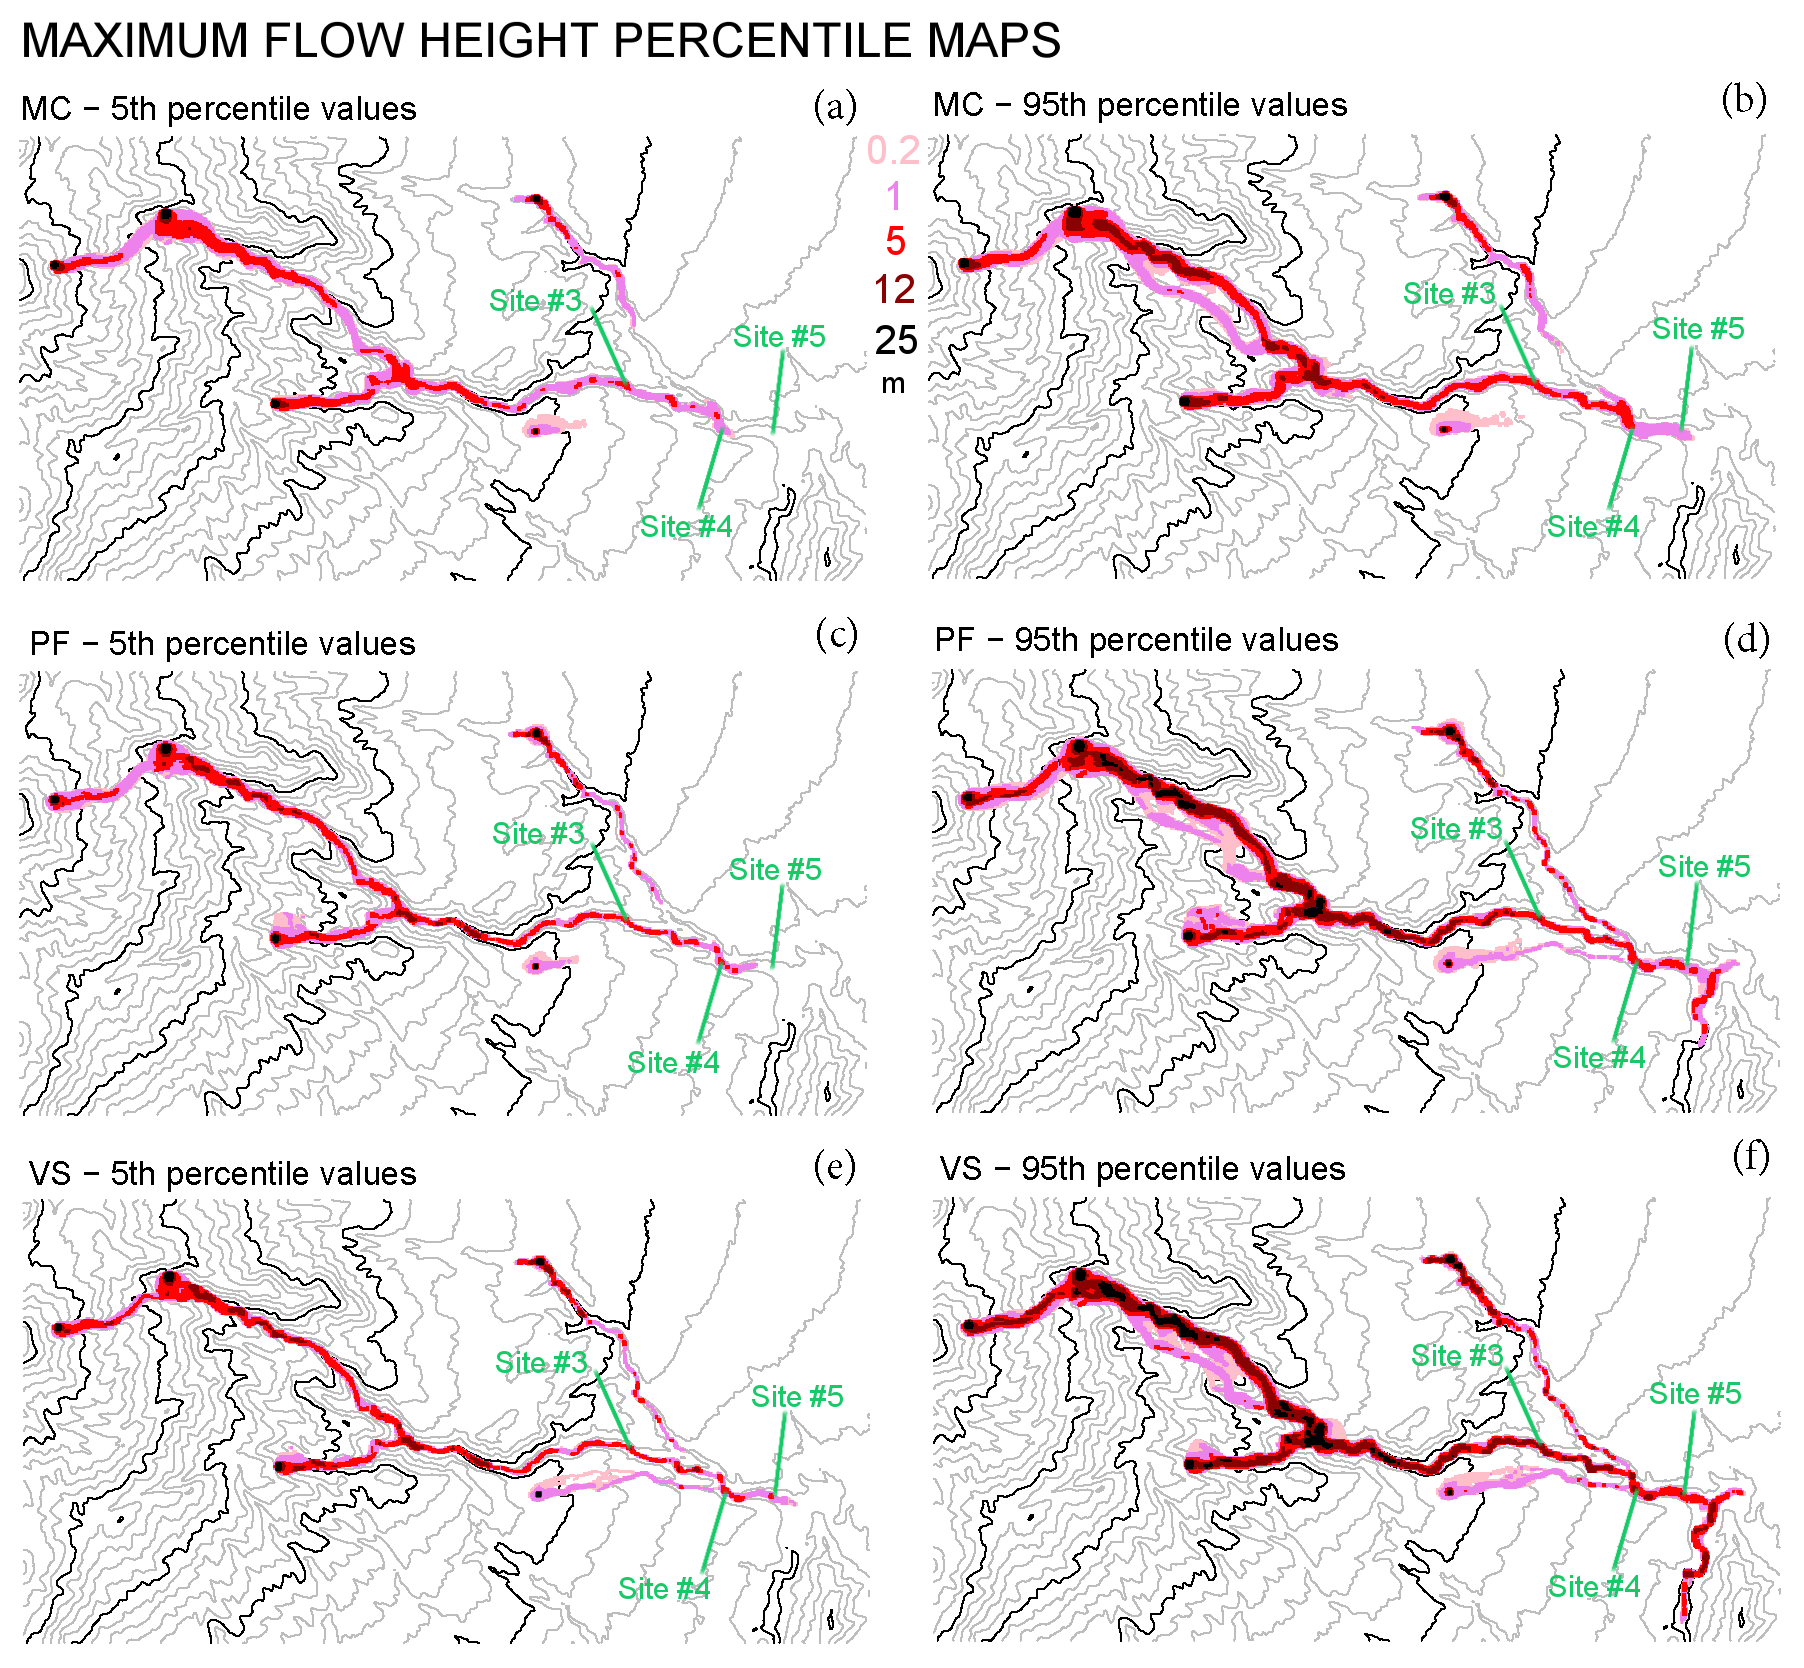 MAXIMUM FLOW HEIGHT PERCENTILE MAPS
MC − 5th percentile values
(a)
Site #3
Site #5
Site #4
0.2
1
5
12
25
m
MC − 95th percentile values
(b)
Site #3
Site #5
Site #4
PF − 5th percentile values
(c)
Site #3
Site #5
Site #4
PF − 95th percentile values
(d)
Site #3
Site #5
Site #4
VS − 5th percentile values
(e)
Site #3
Site #5
Site #4
VS − 95th percentile values
(f)
Site #3
Site #5
Site #4